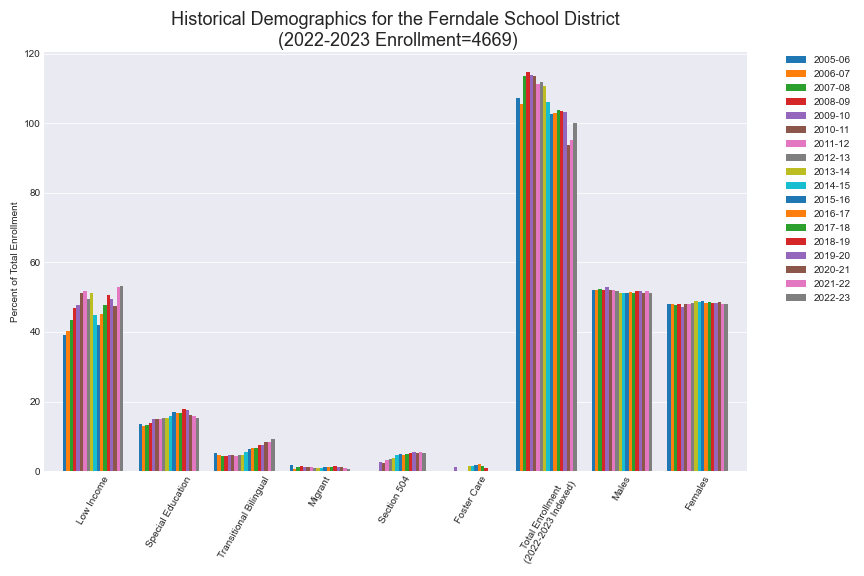 Historical Demographics for the Ferndale School District
(2022-2023 Enrollment=4669)
120
100
80
60
40
20
0
Percent of Total Enrollment
Low Income
Special Education
Transitional Bilingual
Migrant
Section 504
Foster Care
Total Enrollment
(2022-2023 Indexed)
Males
Females
2005-06
2006-07
2007-08
2008-09
2009-10
2010-11
2011-12
2012-13
2013-14
2014-15
2015-16
2016-17
2017-18
2018-19
2019-20
2020-21
2021-22
2022-23